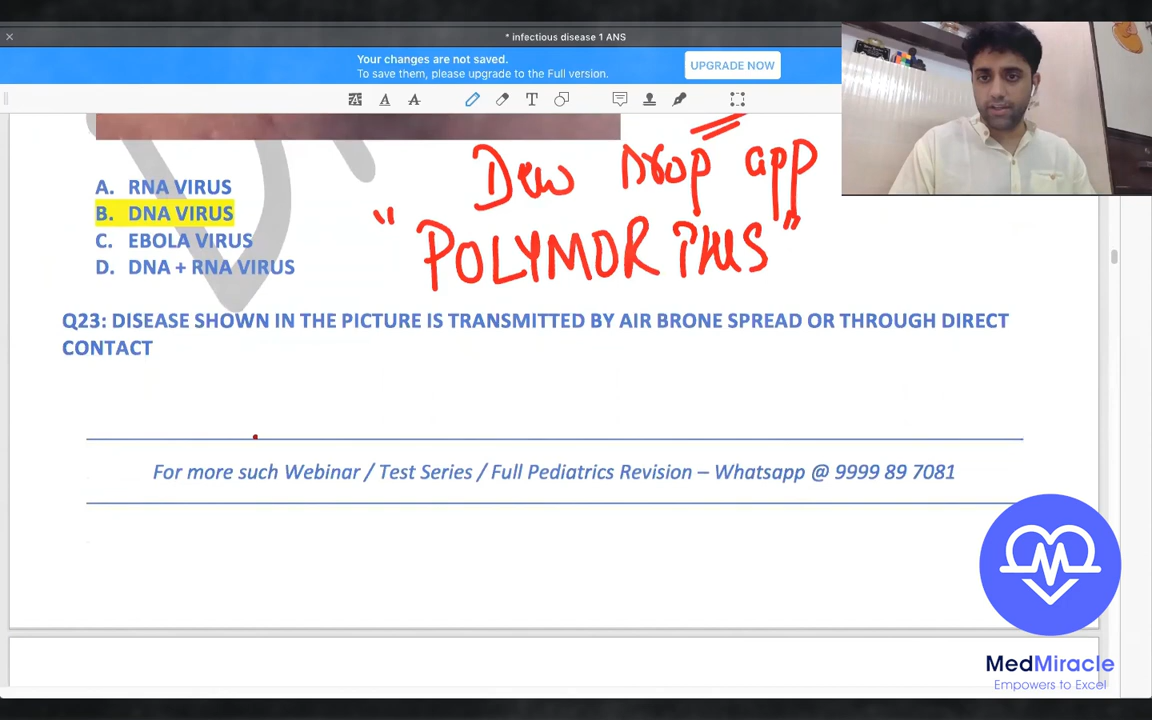 * infectious disease 1 ANS
Your changes are not saved.
To save them, please upgrade to the Full version.
UPGRADE NOW
Dew Drop app
"POLYMORPHUS"
A. RNA VIRUS
B. DNA VIRUS
C. EBOLA VIRUS
D. DNA + RNA VIRUS
Q23: DISEASE SHOWN IN THE PICTURE IS TRANSMITTED BY AIR BRONE SPREAD OR THROUGH DIRECT
CONTACT
For more such Webinar / Test Series / Full Pediatrics Revision – Whatsapp @ 9999 89 7081
MedMiracle
Empowers to Excel